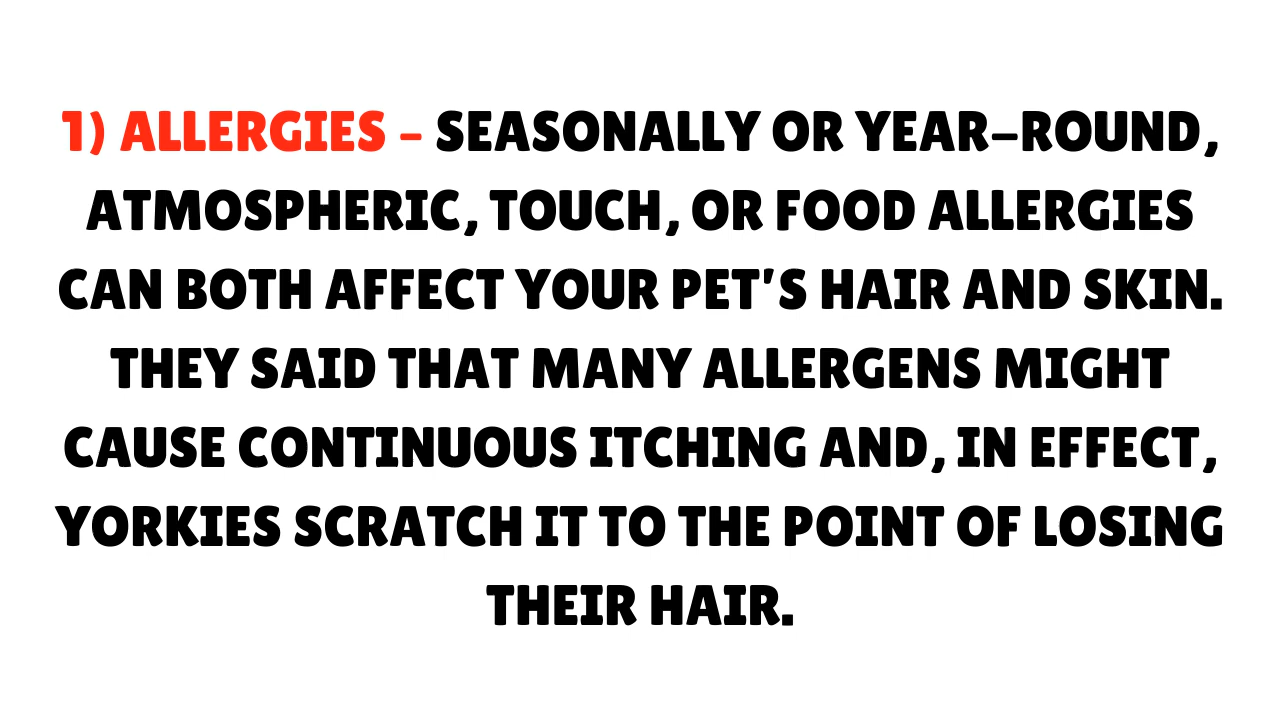 1) ALLERGIES - SEASONALLY OR YEAR-ROUND,
ATMOSPHERIC, TOUCH, OR FOOD ALLERGIES
CAN BOTH AFFECT YOUR PET'S HAIR AND SKIN.
THEY SAID THAT MANY ALLERGENS MIGHT
CAUSE CONTINUOUS ITCHING AND, IN EFFECT,
YORKIES SCRATCH IT TO THE POINT OF LOSING
THEIR HAIR.